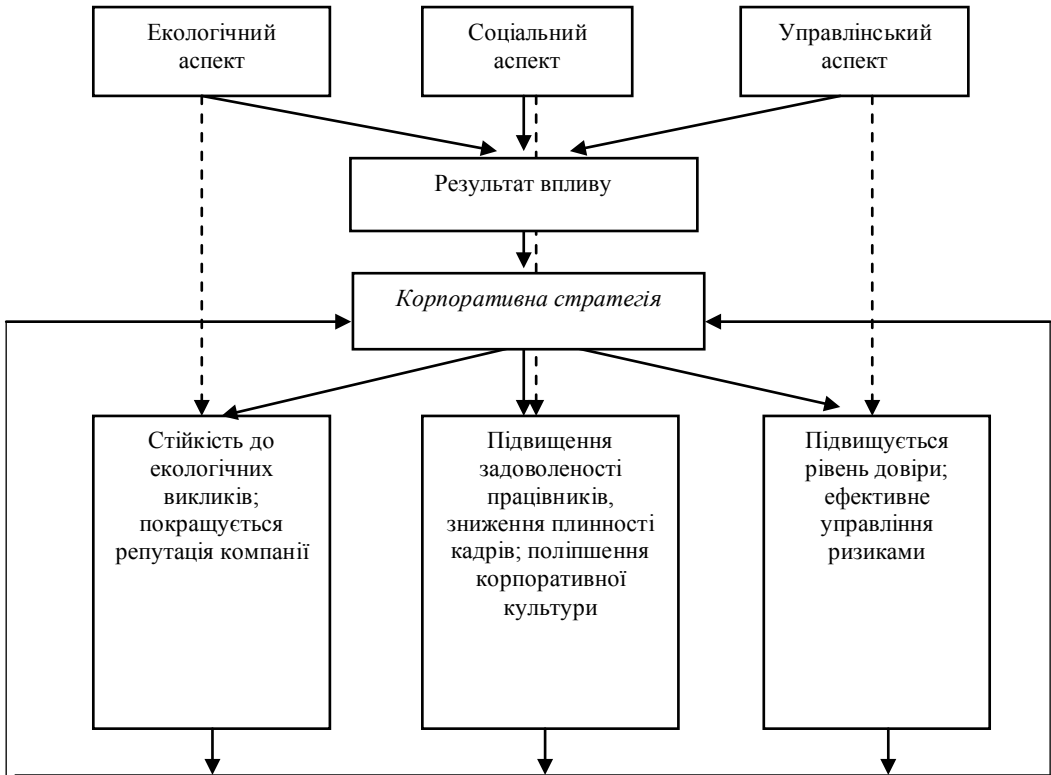 Екологічний
аспект
Соціальний
аспект
Управлінський
аспект
Результат впливу
Корпоративна стратегія
Стійкість до
екологічних
викликів;
покращується
репутація компанії
Підвищення
задоволеності
працівників,
зниження плинності
кадрів; поліпшення
корпоративної
культури
Підвищується
рівень довіри;
ефективне
управління
ризиками